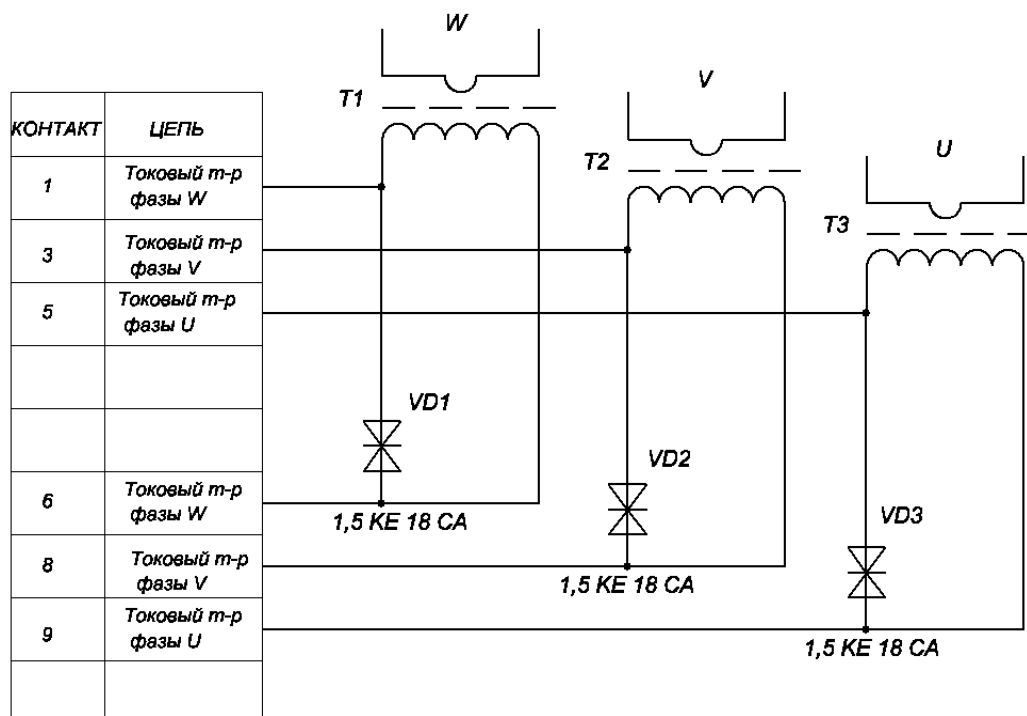 W
T1
V
КОНТАКТ ЦЕПЬ
T2
U
1 Токовый т-р
фазы W
T3
3 Токовый т-р
фазы V
5 Токовый т-р
фазы U
VD1
VD2
6 Токовый т-р
фазы W
1,5 KE 18 CA
VD3
8 Токовый т-р
фазы V
1,5 KE 18 CA
9 Токовый т-р
фазы U
1,5 KE 18 CA